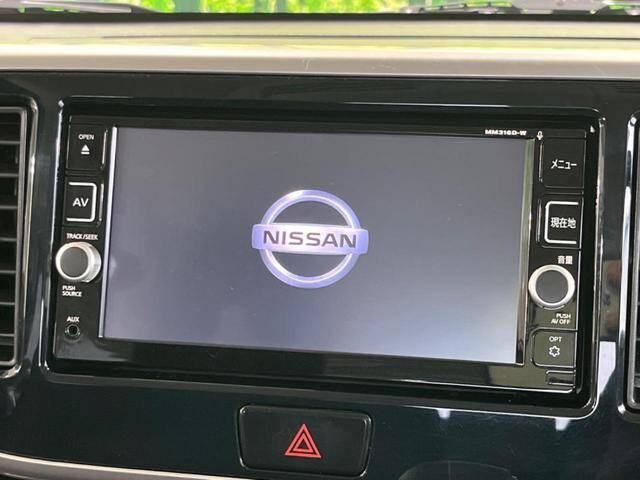 MM316D-W
OPEN
メニュー
AV
現在地
TRACK/SEEK
音量
NISSAN
PUSH
SOURCE
PUSH
AV OFF
AUX
OPT